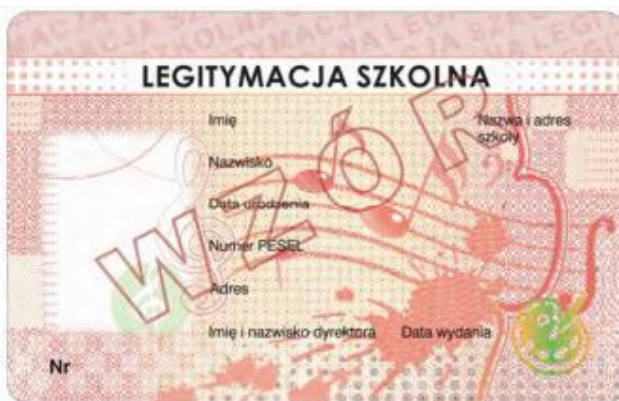 LEGITYMACJA SZKOLNA
Imię
Nazwa i adres
szkoły
Nazwisko
Data urodzenia
Numer PESEL
Adres
Imię i nazwisko dyrektora Data wydania
Nr
WZÓR